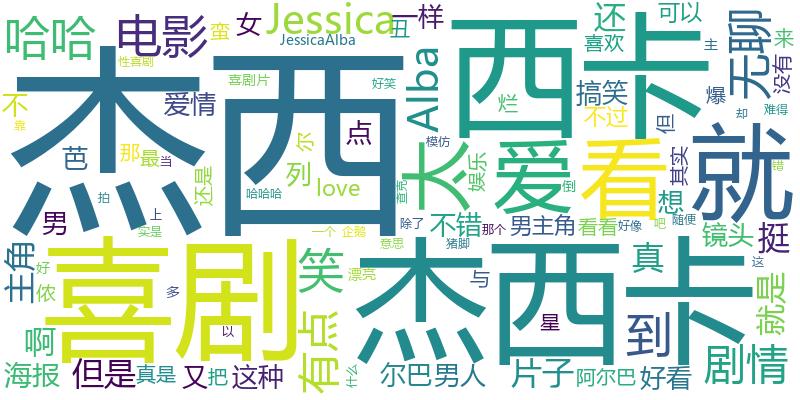 哈哈
电影
蛮
女
Jessica
丑
一样
还
可以
来
JessicaAlba
喜欢
主
没有
无聊
性喜剧
杰西
喜剧片
好笑
Alba
西卡
烂
搞笑
爆
不
爱情
尔
点
不过
但
却
难得
靠
芭
那
最
当
列
love
太
娱乐
爱
看
其实
就
错
还是
哈哈哈
模仿
查克
倒
想
拍
男
上
实是
一个
企鹅
除了
那个
不错
男主角
看看
好像
随便
吧
镜头
挺
主角
好
侬
多
喜剧
笑
意思
猪脚
漂亮
杰西卡
与
星
真
这
到
就是
啊
以
有点
什么
海报
但是
真是
又
把
这种
尔巴
男人
片子
阿尔巴
好看
剧情